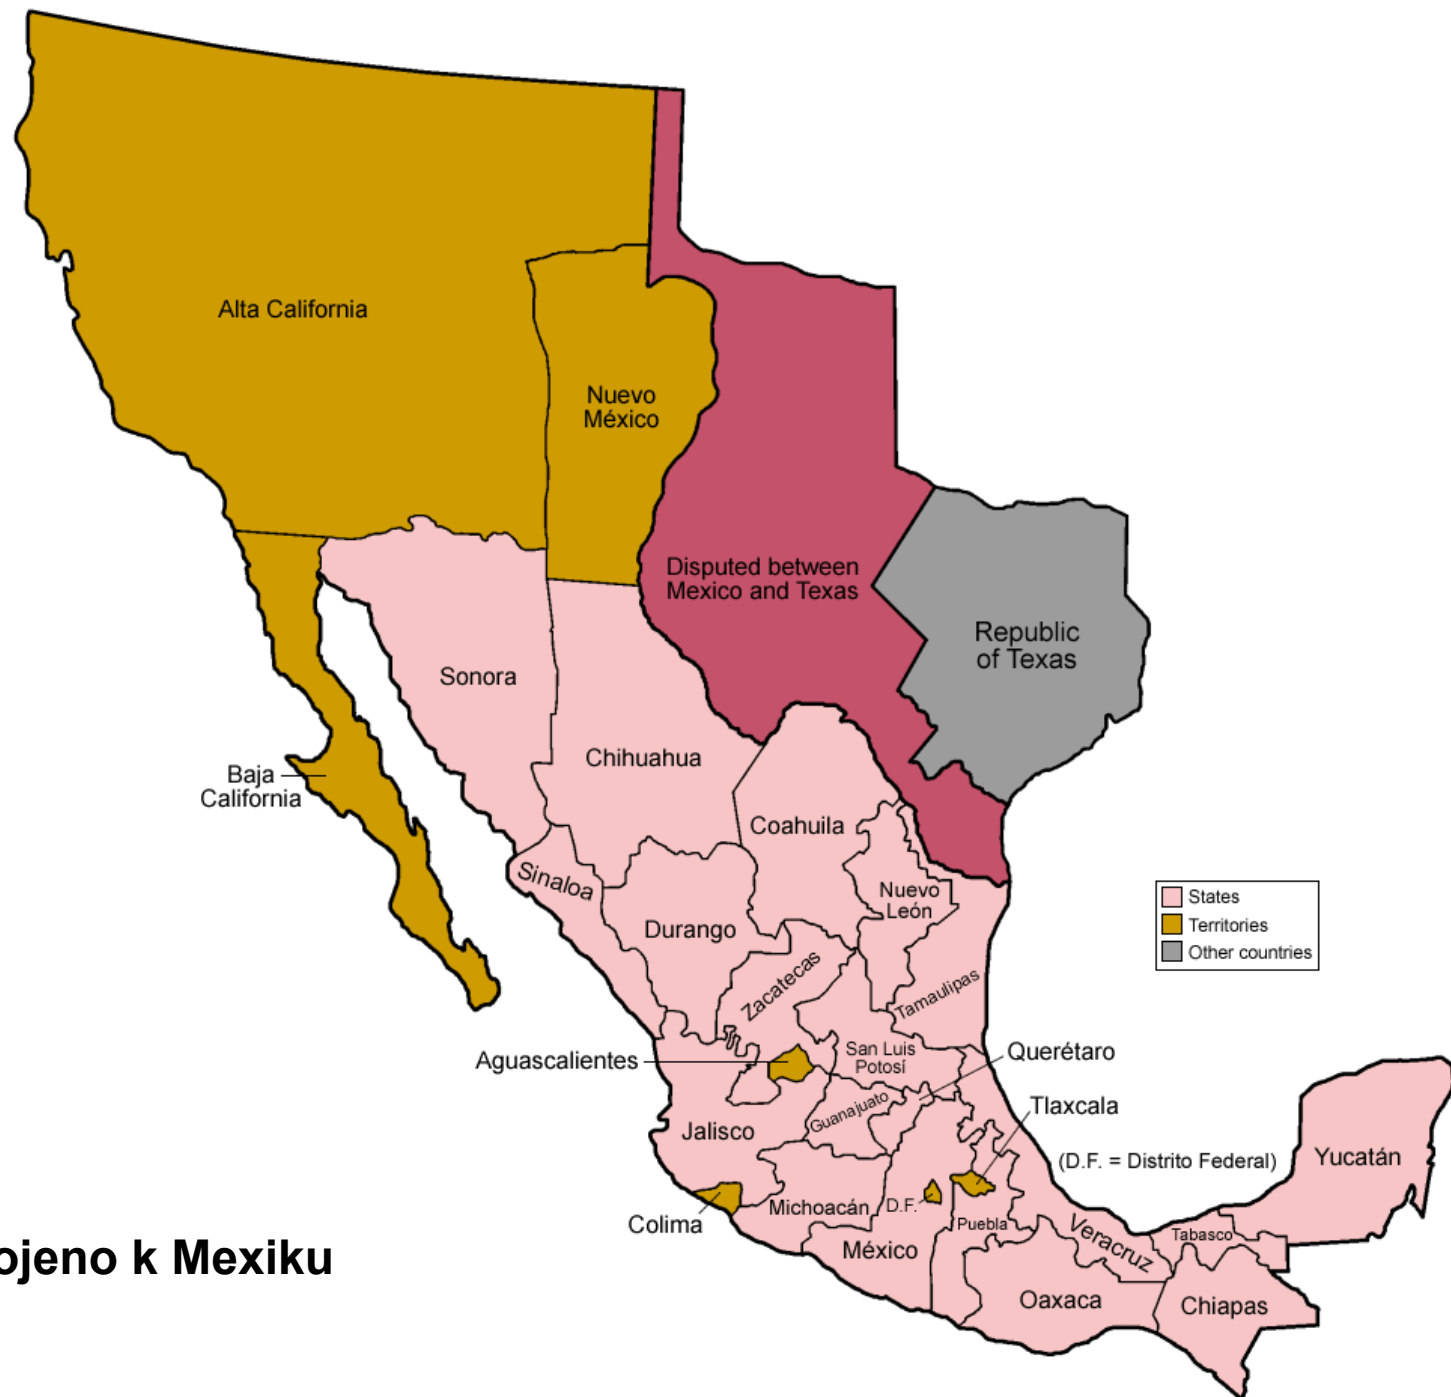 Alta California
Nuevo
México
Disputed between
Mexico and Texas
Republic
of Texas
Sonora
Chihuahua
Baja
California
Coahuila
Sinaloa
Nuevo
León
States
Territories
Other countries
Durango
Zacatecas
Tamaulipas
Aguascalientes
San Luis
Potosí
Querétaro
Guanajuato
Tlaxcala
Jalisco
(D.F. = Distrito Federal)
Yucatán
Michoacán
D.F.
Colima
Puebla
Veracruz
Tabasco
México
ojeno k Mexiku
Oaxaca
Chiapas